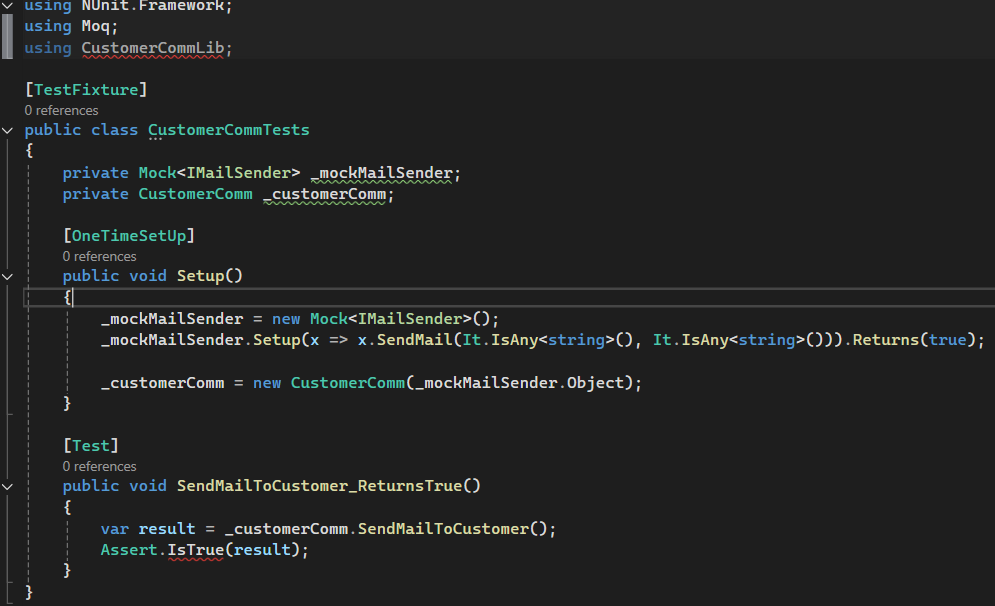 using NUnit.Framework;
using Moq;
using CustomerCommLib;
[TestFixture]
0 references
public class CustomerCommTests
{
private Mock<IMailSender> _mockMailSender;
private CustomerComm _customerComm;
[OneTimeSetUp]
0 references
public void Setup()
{
_mockMailSender = new Mock<IMailSender>();
_mockMailSender.Setup(x => x.SendMail(It.IsAny<string>(), It.IsAny<string>())).Returns(true);
_customerComm = new CustomerComm(_mockMailSender.Object);
}
[Test]
0 references
public void SendMailToCustomer_ReturnsTrue()
{
var result = _customerComm.SendMailToCustomer();
Assert.IsTrue(result);
}
}